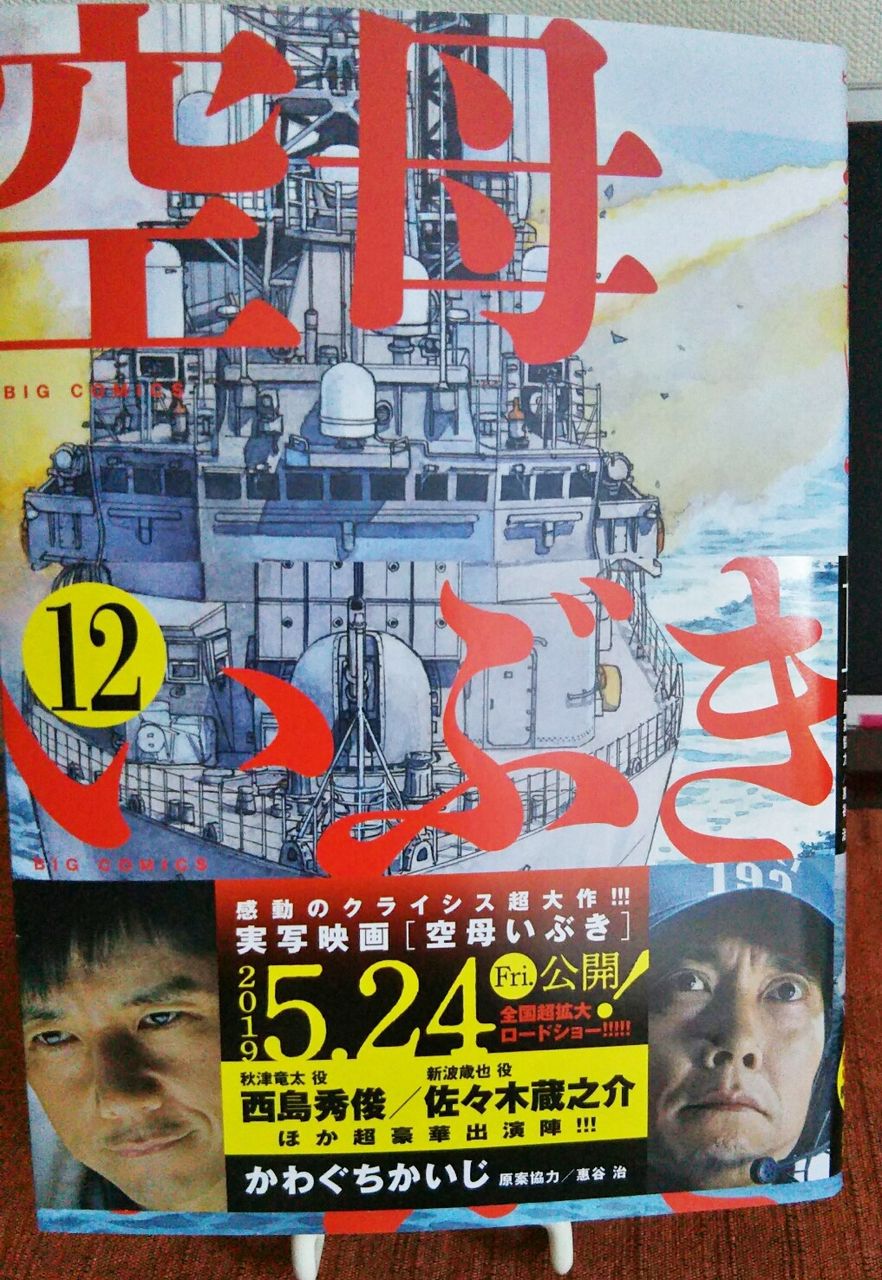 空母
BIG COMICS
12
いぶき
BIG COMICS
195
感動のクライシス超大作!!!
実写映画[空母いぶき]
2019
5.24
Fri.
公開!
全国超拡大
ロードショー!!!!!
秋津竜太 役
新波歳也 役
西島秀俊/佐々木蔵之介
ほか超豪華出演陣!!!
かわぐちかいじ 原案協力/惠谷 治